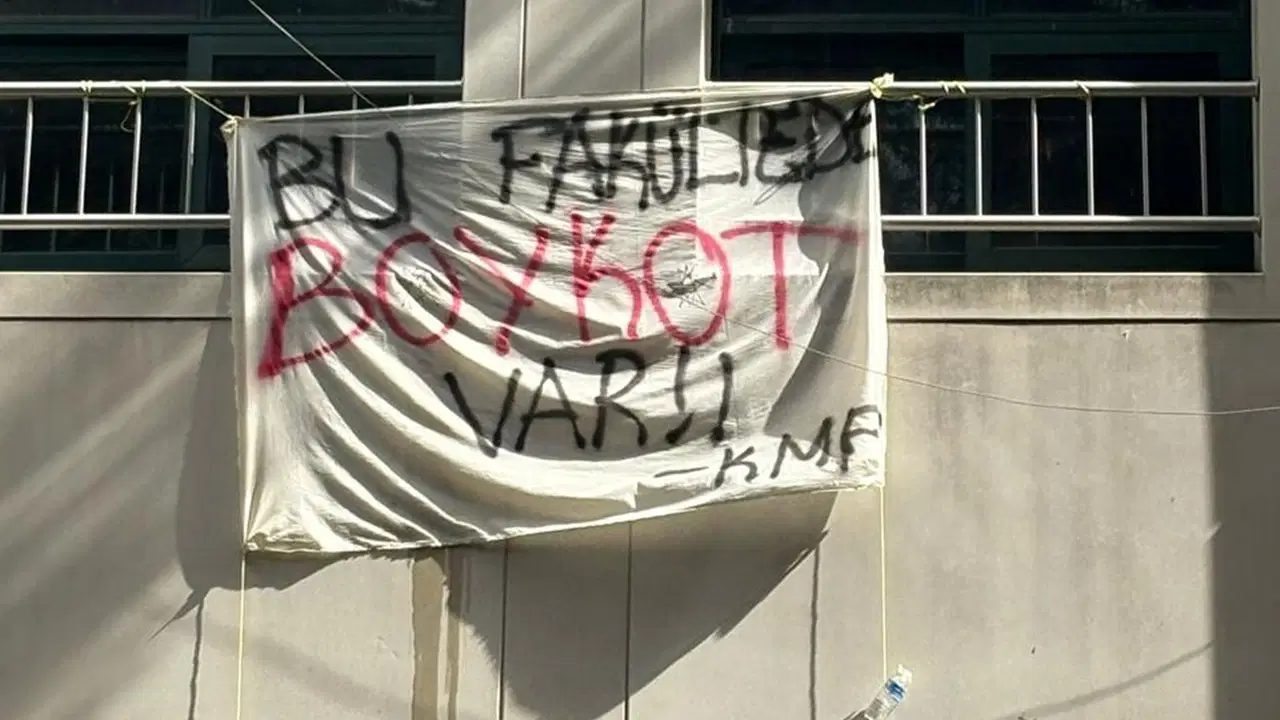 BU FAKÜLTEDE
BOYKOT
VAR!!
-KMF